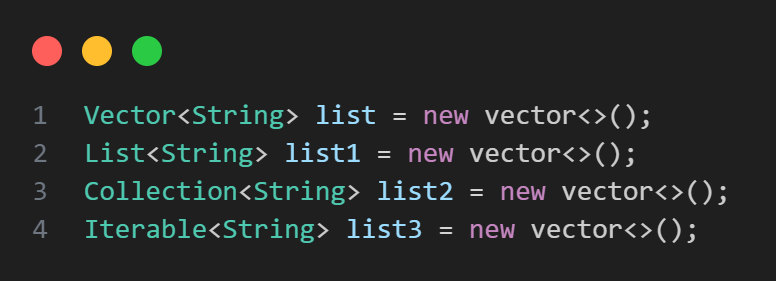 1 Vector<String> list = new vector<>();
2 List<String> list1 = new vector<>();
3 Collection<String> list2 = new vector<>();
4 Iterable<String> list3 = new vector<>();